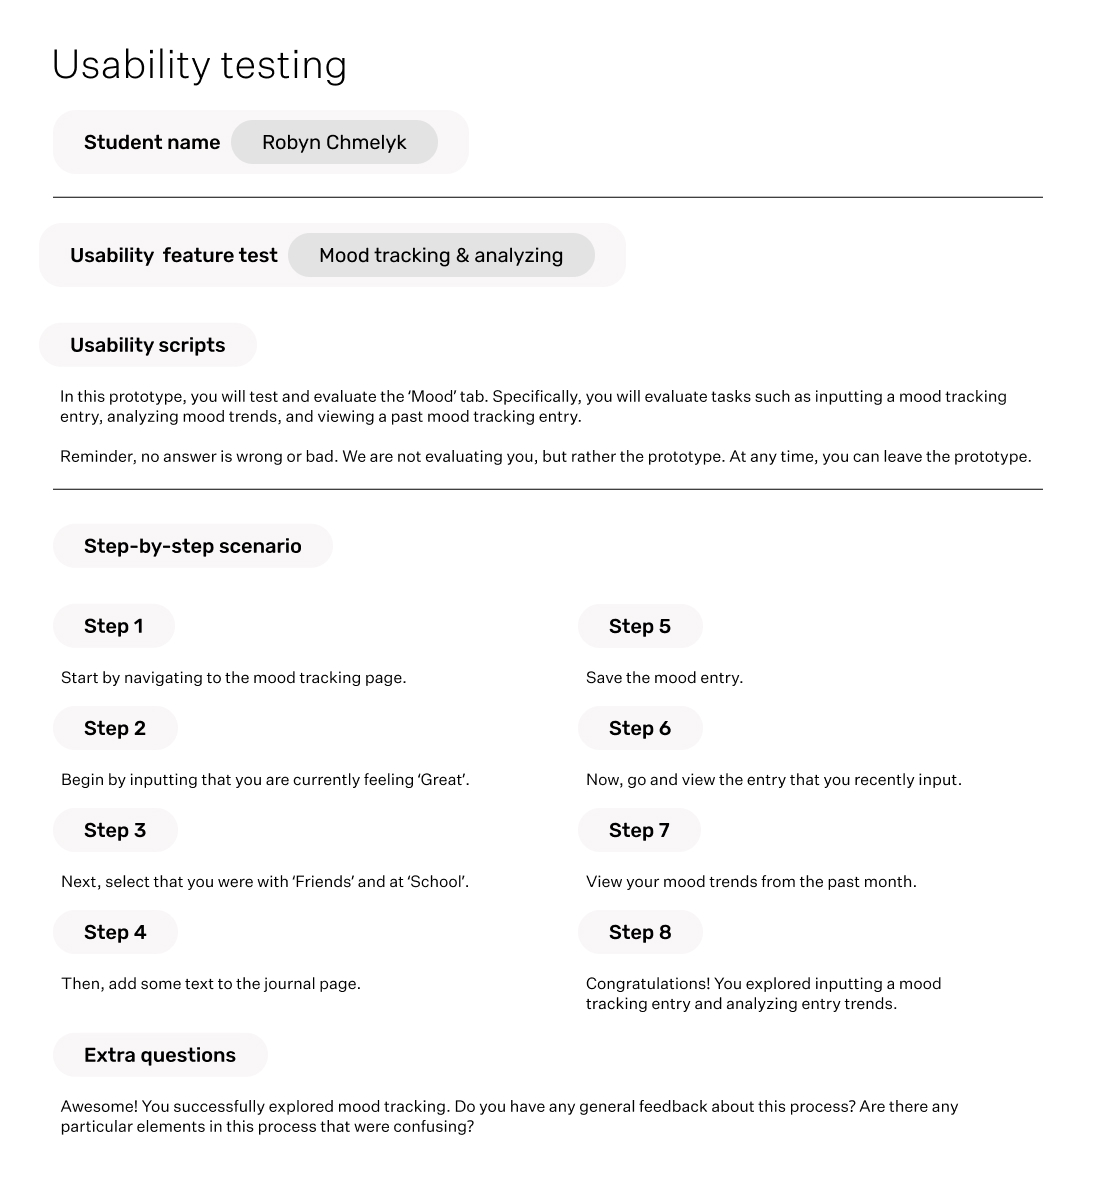 Usability testing
Student name Robyn Chmelyk
Usability feature test Mood tracking & analyzing
Usability scripts
In this prototype, you will test and evaluate the ‘Mood’ tab. Specifically, you will evaluate tasks such as inputting a mood tracking
entry, analyzing mood trends, and viewing a past mood tracking entry.
Reminder, no answer is wrong or bad. We are not evaluating you, but rather the prototype. At any time, you can leave the prototype.
Step-by-step scenario
Step 1
Start by navigating to the mood tracking page.
Step 2
Begin by inputting that you are currently feeling ‘Great’.
Step 3
Next, select that you were with ‘Friends’ and at ‘School’.
Step 4
Then, add some text to the journal page.
Step 5
Save the mood entry.
Step 6
Now, go and view the entry that you recently input.
Step 7
View your mood trends from the past month.
Step 8
Congratulations! You explored inputting a mood
tracking entry and analyzing entry trends.
Extra questions
Awesome! You successfully explored mood tracking. Do you have any general feedback about this process? Are there any
particular elements in this process that were confusing?